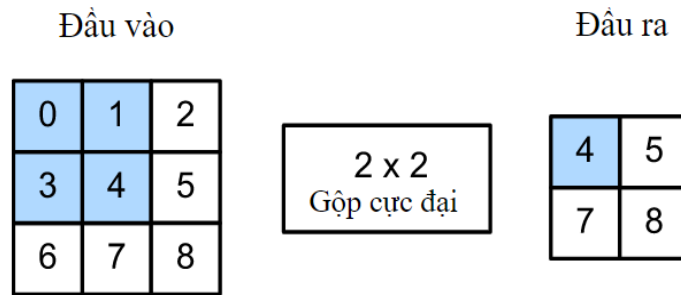 Đầu vào
Đầu ra
0 1 2
3 4 5
6 7 8
2 x 2
Gộp cực đại
4 5
7 8